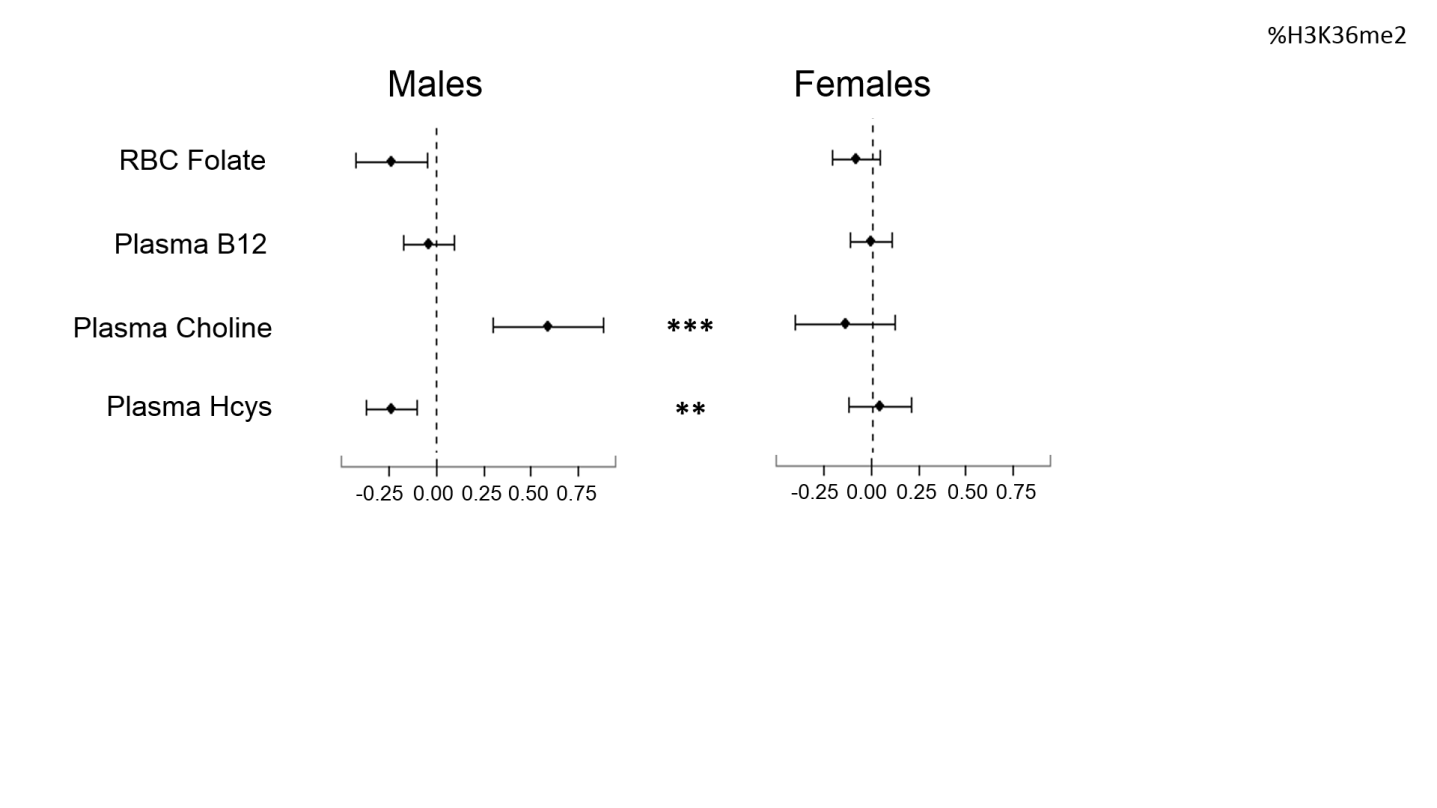 %H3K36me2
Males
Females
RBC Folate
Plasma B12
Plasma Choline
***
Plasma Hcys
**
-0.25 0.00 0.25 0.50 0.75
-0.25 0.00 0.25 0.50 0.75